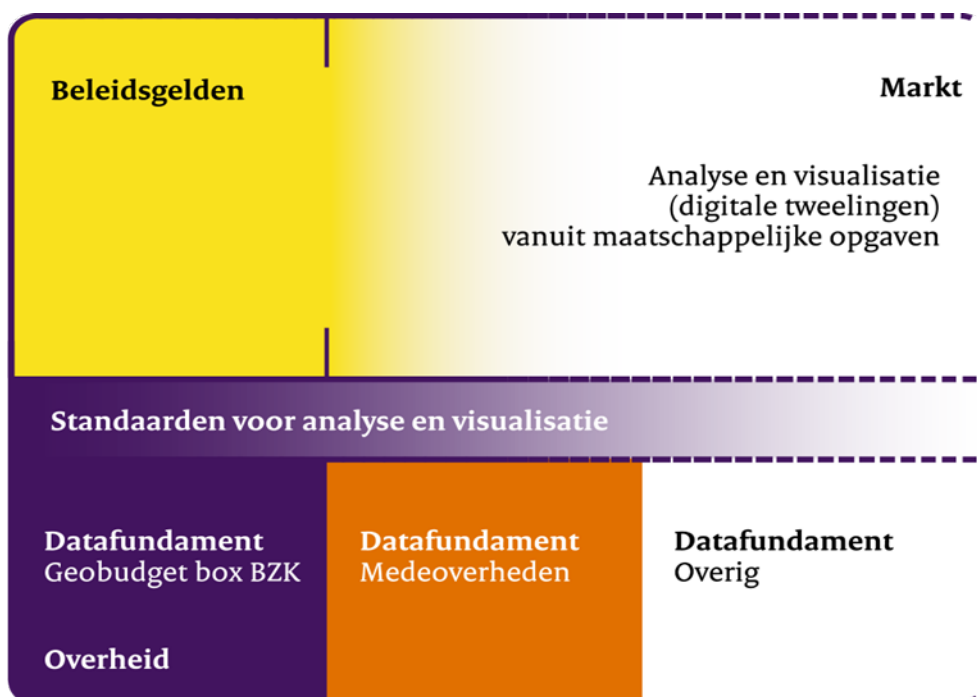 Beleidsgelden
Markt
Analyse en visualisatie
(digitale tweelingen)
vanuit maatschappelijke opgaven
Standaarden voor analyse en visualisatie
Datafundament
Geobudget box BZK
Overheid
Datafundament
Medeoverheden
Datafundament
Overig